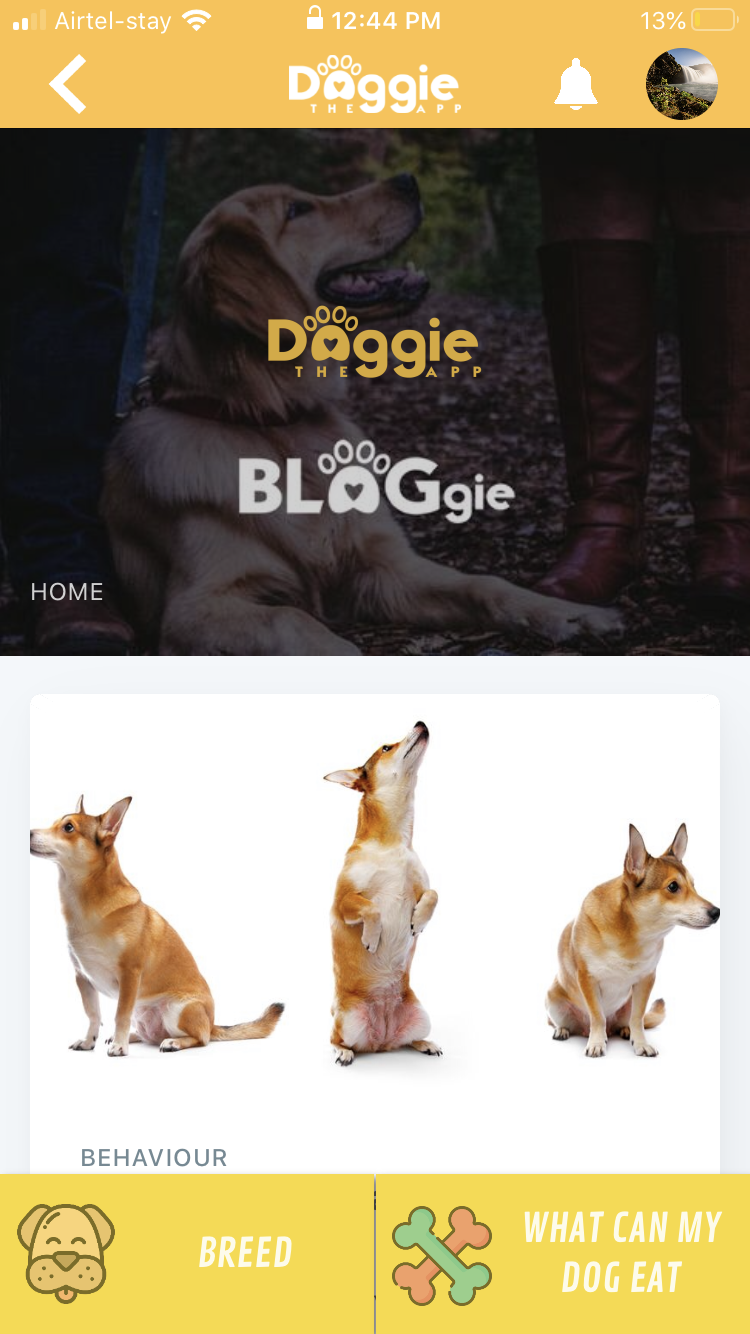 Airtel-stay 12:44 PM 13%
Doggie
THE APP
Doggie
THE APP
BLOGgie
HOME
BEHAVIOUR
BREED
WHAT CAN MY
DOG EAT